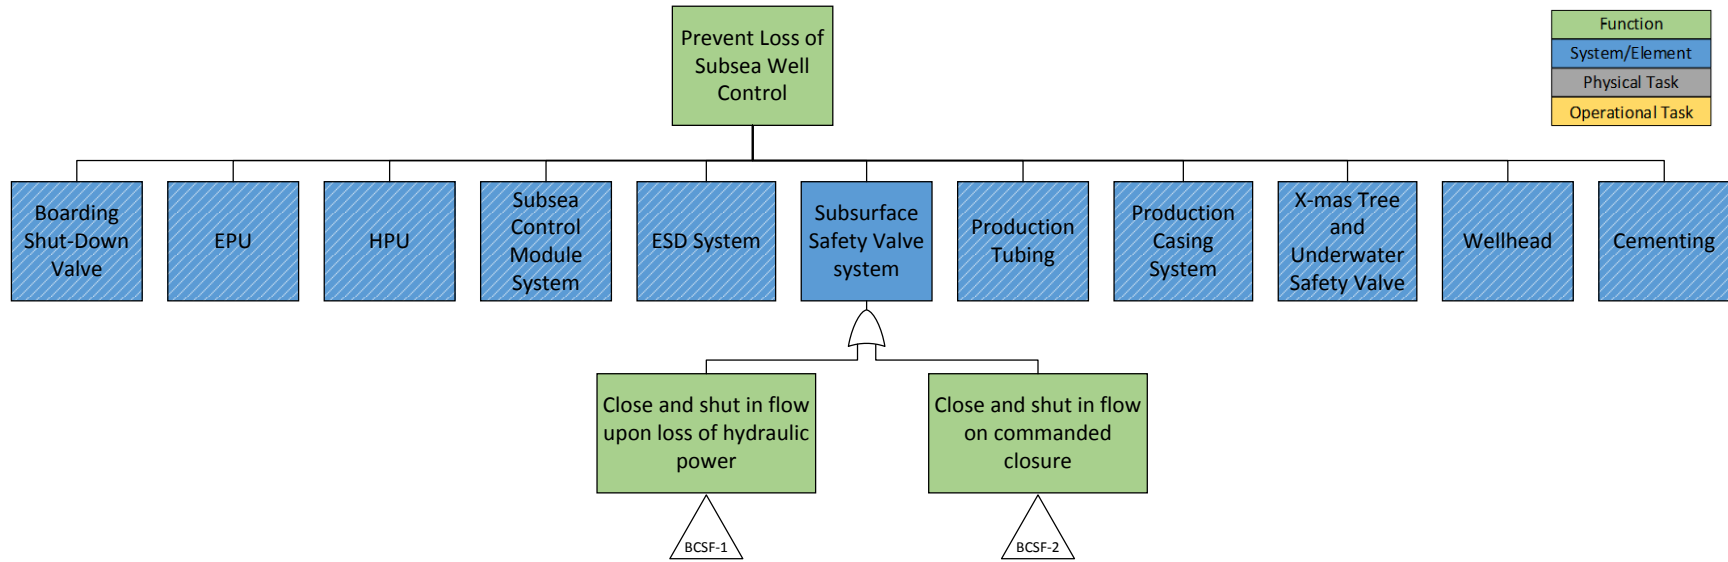 Prevent Loss of
Subsea Well
Control
Function
System/Element
Physical Task
Operational Task
Boarding
Shut-Down
Valve
EPU
HPU
Subsea
Control
Module
System
ESD System
Subsurface
Safety Valve
system
Production
Tubing
Production
Casing
System
X-mas Tree
and
Underwater
Safety Valve
Wellhead
Cementing
Close and shut in flow
upon loss of hydraulic
power
Close and shut in flow
on commanded
closure
BCSF-1
BCSF-2